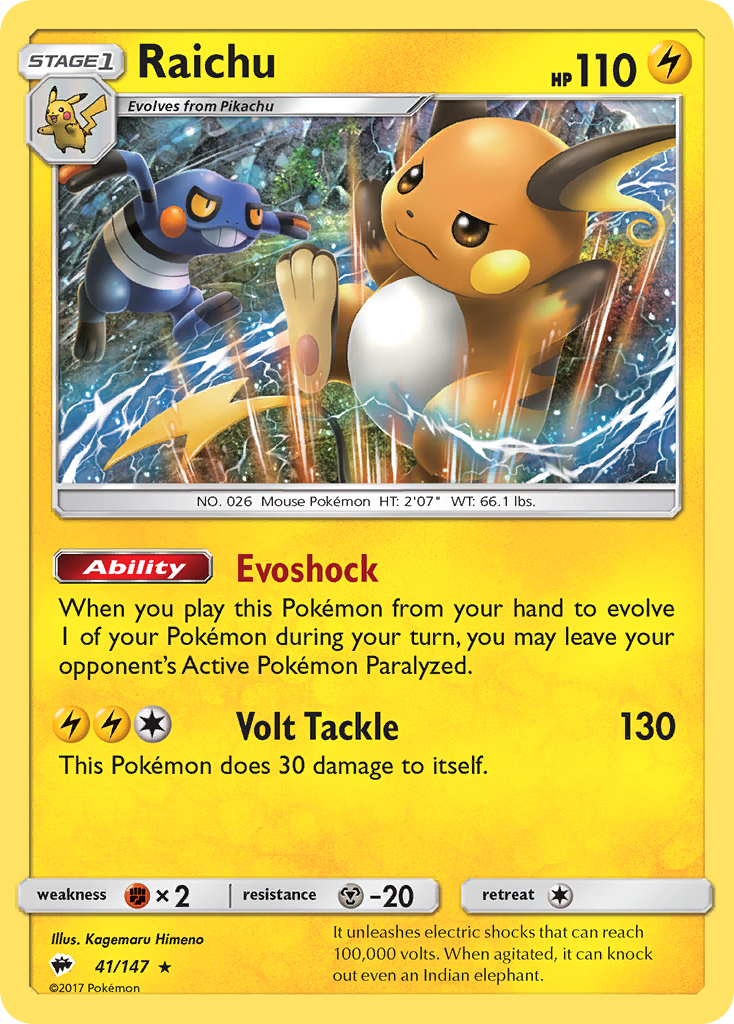 STAGE 1
Raichu
HP 110
Evolves from Pikachu
NO. 026 Mouse Pokémon HT: 2'07" WT: 66.1 lbs.
Ability Evoshock
When you play this Pokémon from your hand to evolve
1 of your Pokémon during your turn, you may leave your
opponent's Active Pokémon Paralyzed.
Volt Tackle 130
This Pokémon does 30 damage to itself.
weakness ×2 resistance -20 retreat
Illus. Kagemaru Himeno
41/147 ★
©2017 Pokémon
It unleashes electric shocks that can reach
100,000 volts. When agitated, it can knock
out even an Indian elephant.